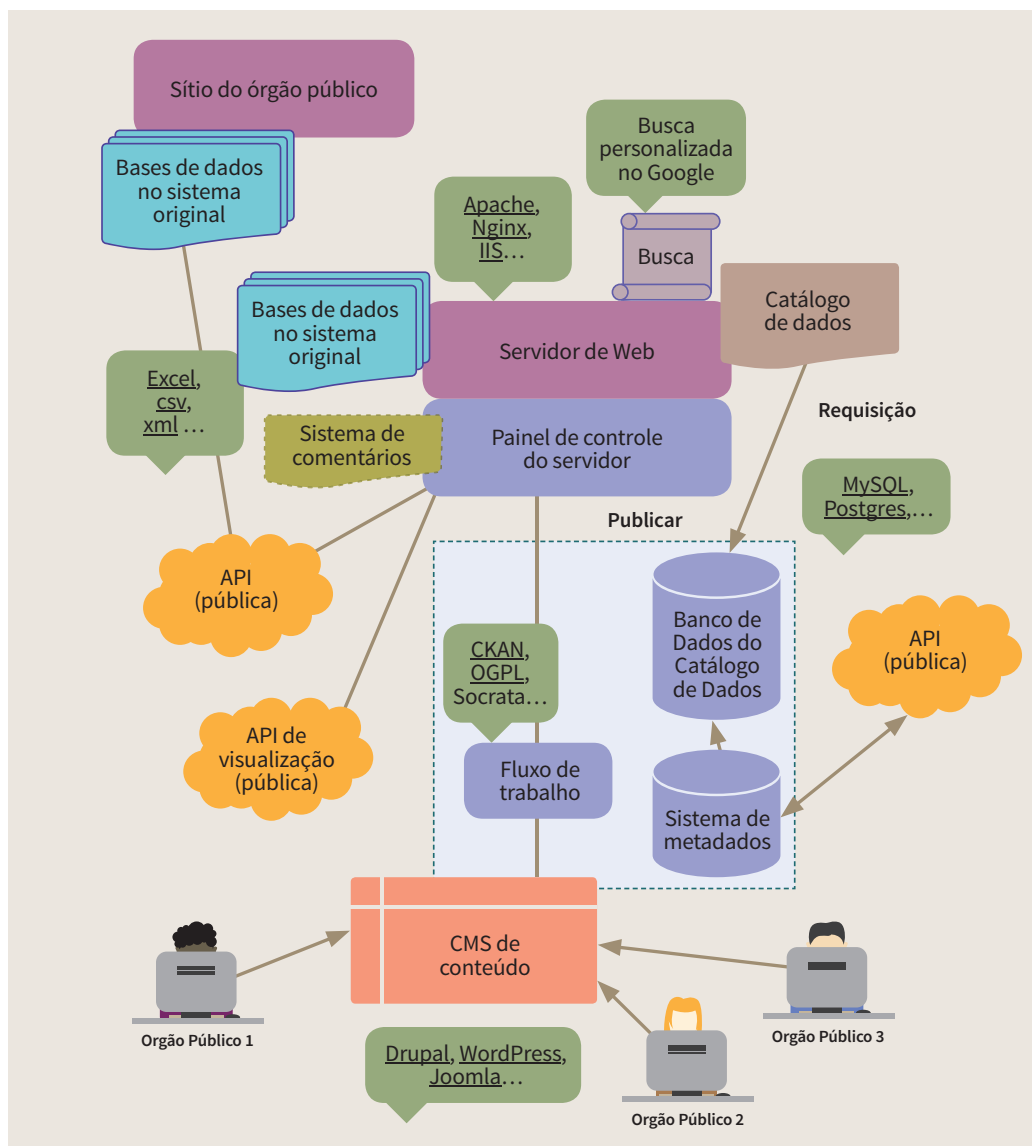 Sítio do órgão público
Bases de dados
no sistema
original
Busca
personalizada
no Google
Apache,
Nginx,
IIS…
Busca
Catálogo
de dados
Bases de dados
no sistema
original
Servidor de Web
Excel,
csv,
xml …
Requisição
Sistema de
comentários
Painel de controle
do servidor
MySQL,
Postgres,…
Publicar
API
(pública)
Banco de
Dados do
Catálogo
de Dados
API
(pública)
CKAN,
OGPL,
Socrata…
API de
visualização
(pública)
Fluxo de
trabalho
Sistema de
metadados
CMS de
conteúdo
Orgão Público 1
Orgão Público 3
Drupal, WordPress,
Joomla…
Orgão Público 2